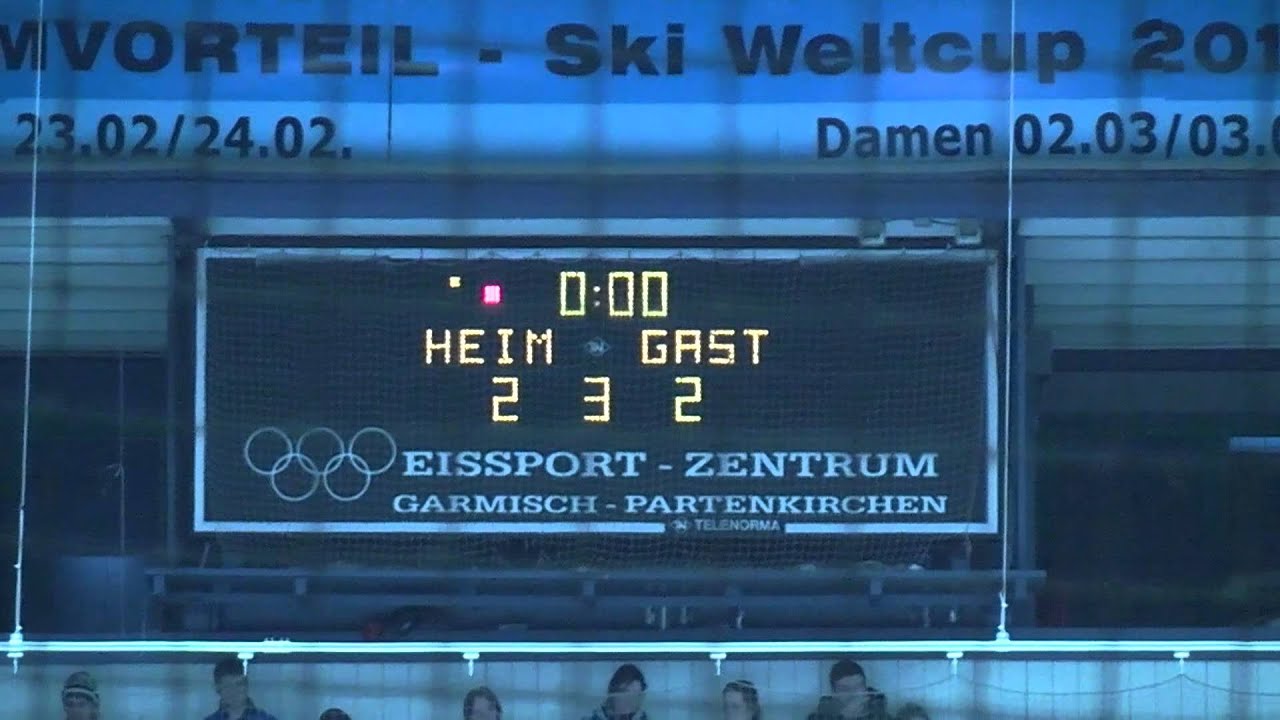 MVORTEIL - Ski Weltcup 201
23.02/24.02. Damen 02.03/03.0
0:00
HEIM GAST
2 3 2
EISSPORT - ZENTRUM
GARMISCH - PARTENKIRCHEN
TELENORMA